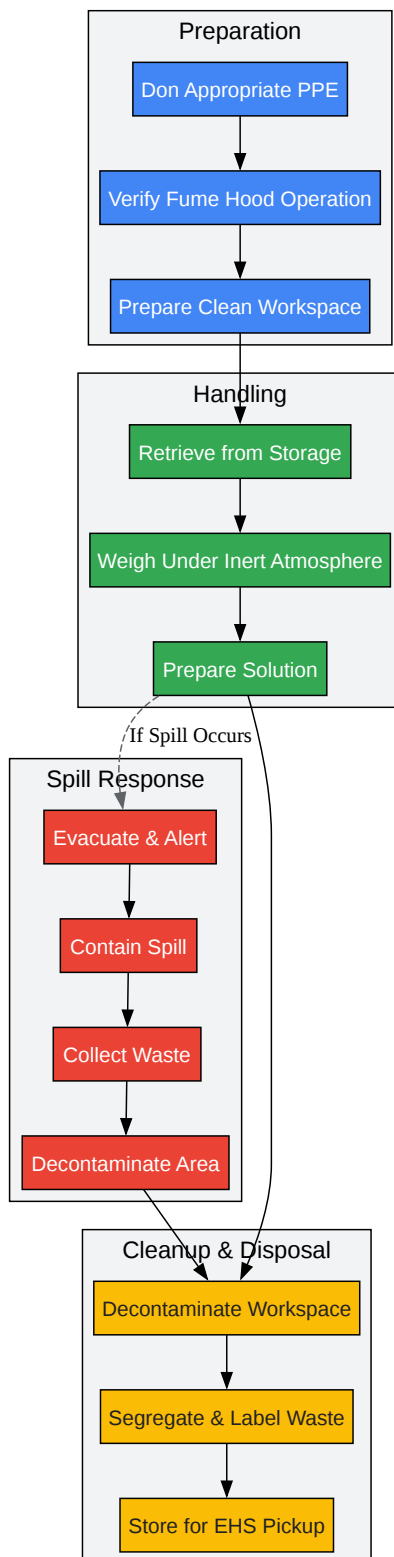 Preparation
Don Appropriate PPE
Verify Fume Hood Operation
Prepare Clean Workspace
Handling
Retrieve from Storage
Weigh Under Inert Atmosphere
Prepare Solution
If Spill Occurs
Spill Response
Evacuate & Alert
Contain Spill
Collect Waste
Decontaminate Area
Cleanup & Disposal
Decontaminate Workspace
Segregate & Label Waste
Store for EHS Pickup